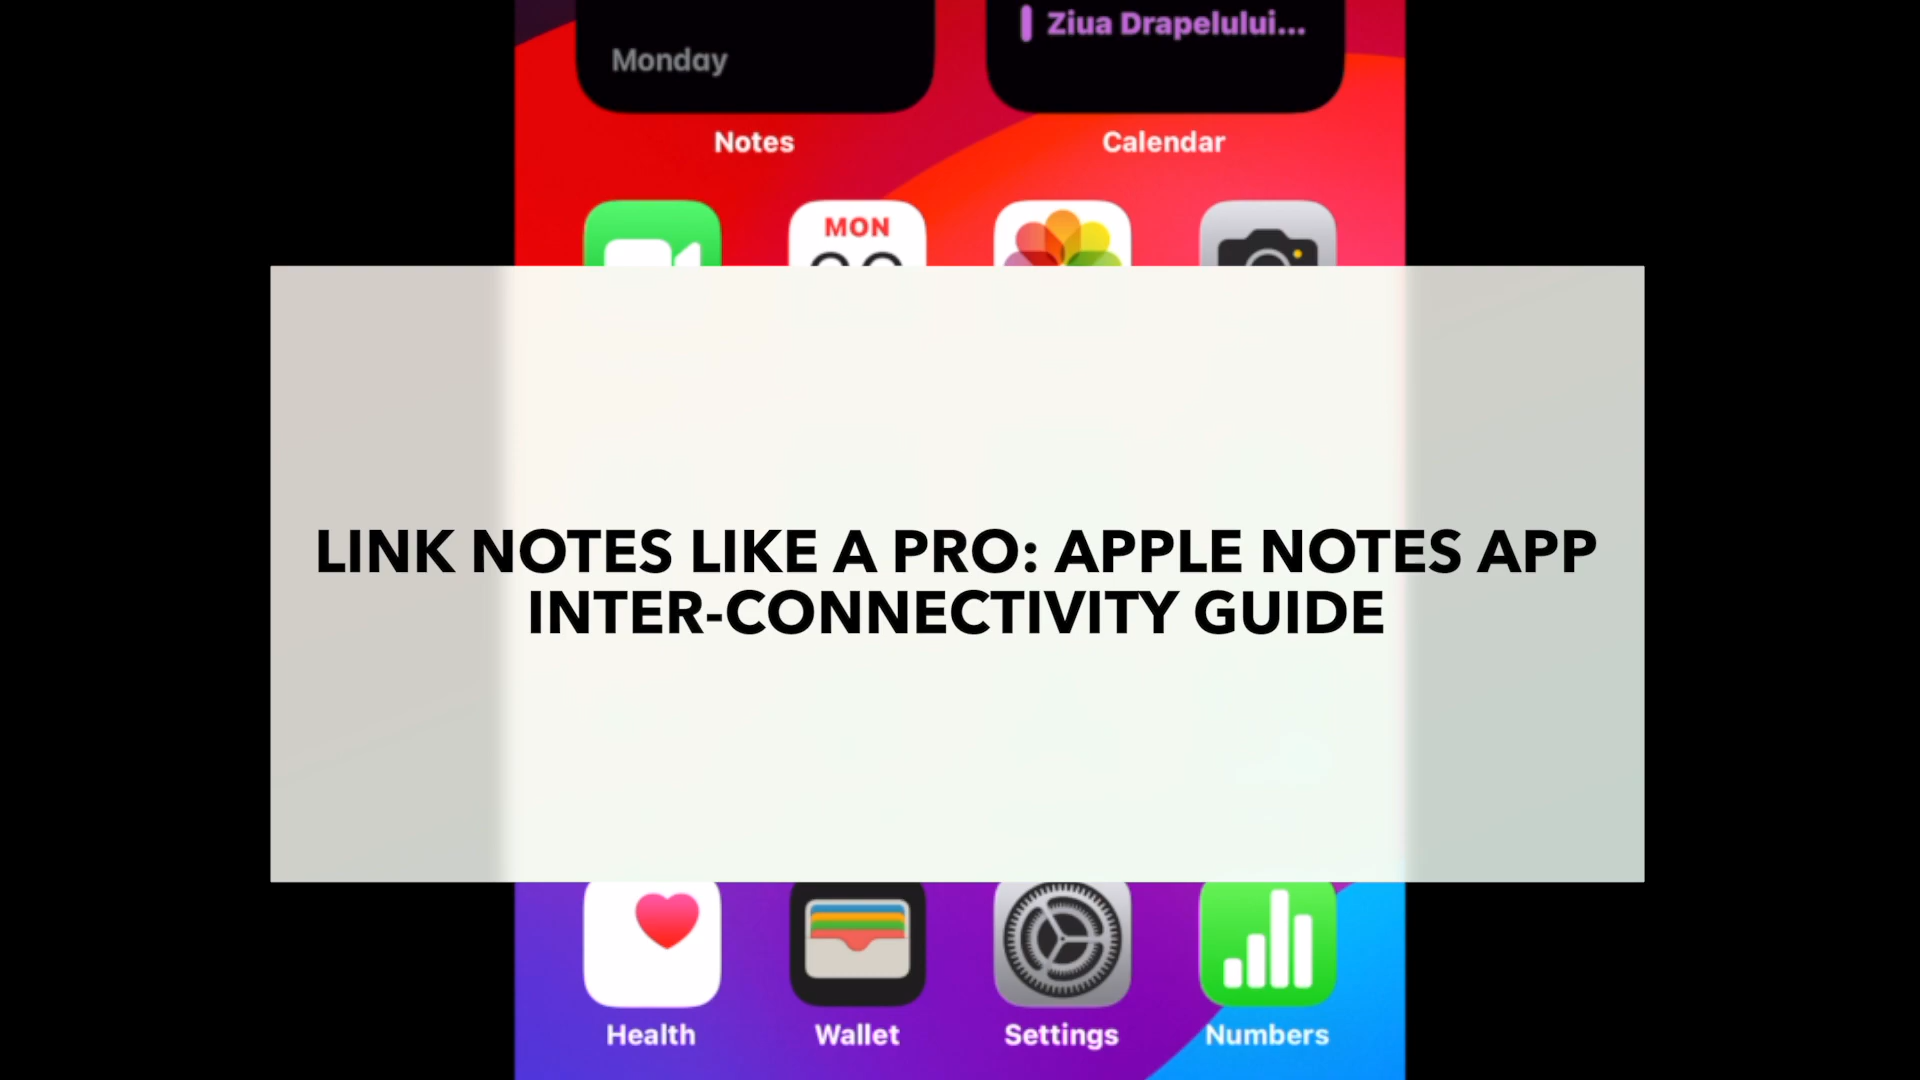 Ziua Drapelului...
Monday
Notes
Calendar
MON
LINK NOTES LIKE A PRO: APPLE NOTES APP
INTER-CONNECTIVITY GUIDE
Health
Wallet
Settings
Numbers